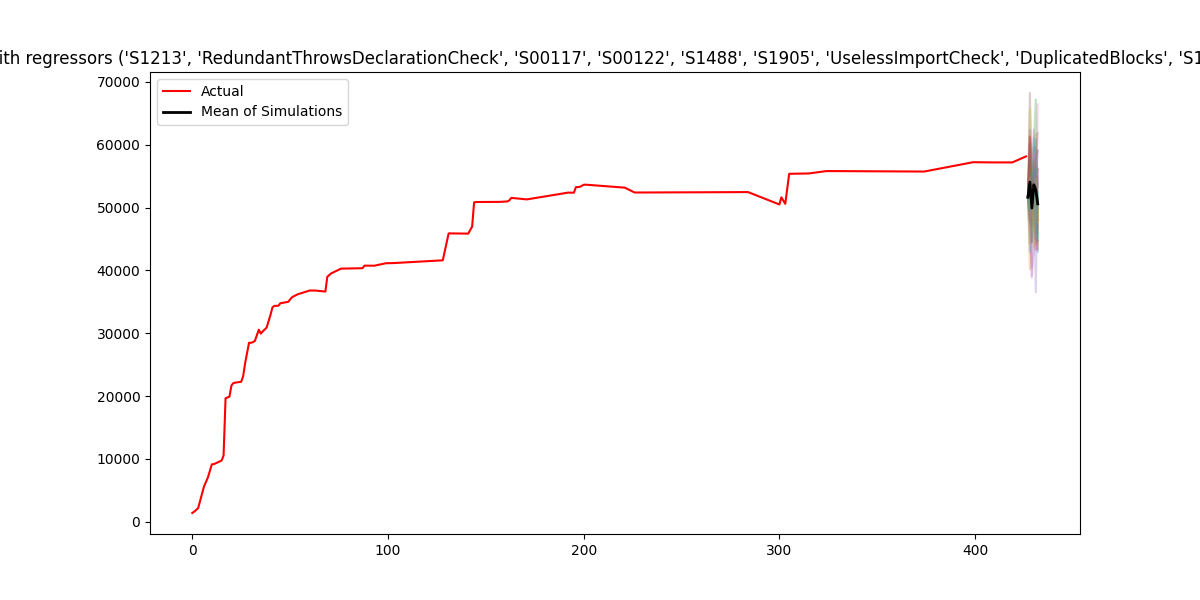 ith regressors ('S1213', 'RedundantThrowsDeclarationCheck', 'S00117', 'S00122', 'S1488', 'S1905', 'UselessImportCheck', 'DuplicatedBlocks', 'S1
70000
60000
50000
40000
30000
20000
10000
0
Actual
Mean of Simulations
0 100 200 300 400